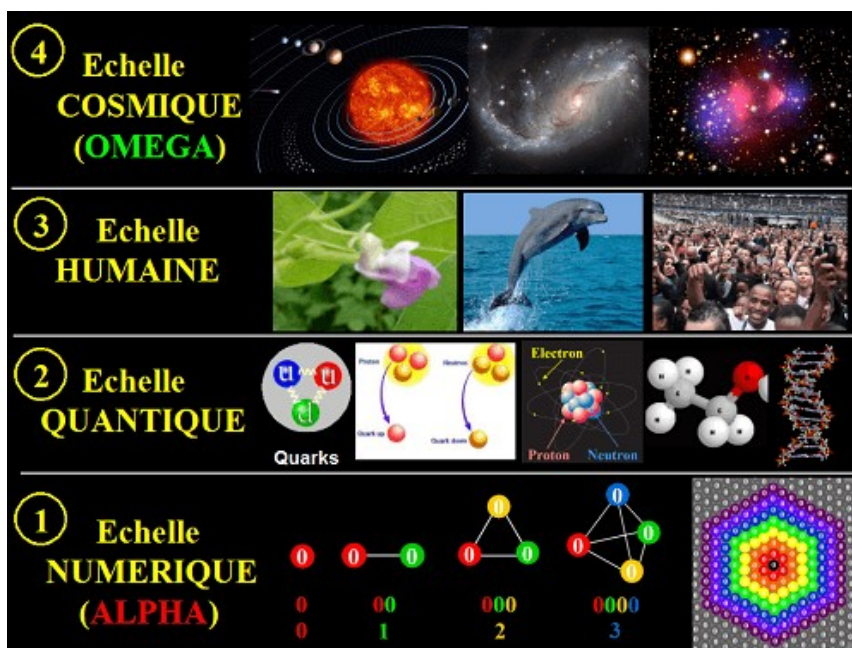 4 Echelle
COSMIQUE
(OMEGA)
3 Echelle
HUMAINE
2 Echelle
QUANTIQUE
u u
d
Quarks
Proton Neutron
Quark up Quark down
Electron
Proton Neutron
1 Echelle
NUMERIQUE
(ALPHA)
0
0 0
0 0 0
0 0 0 0
0 00 000 0000
0 1 2 3